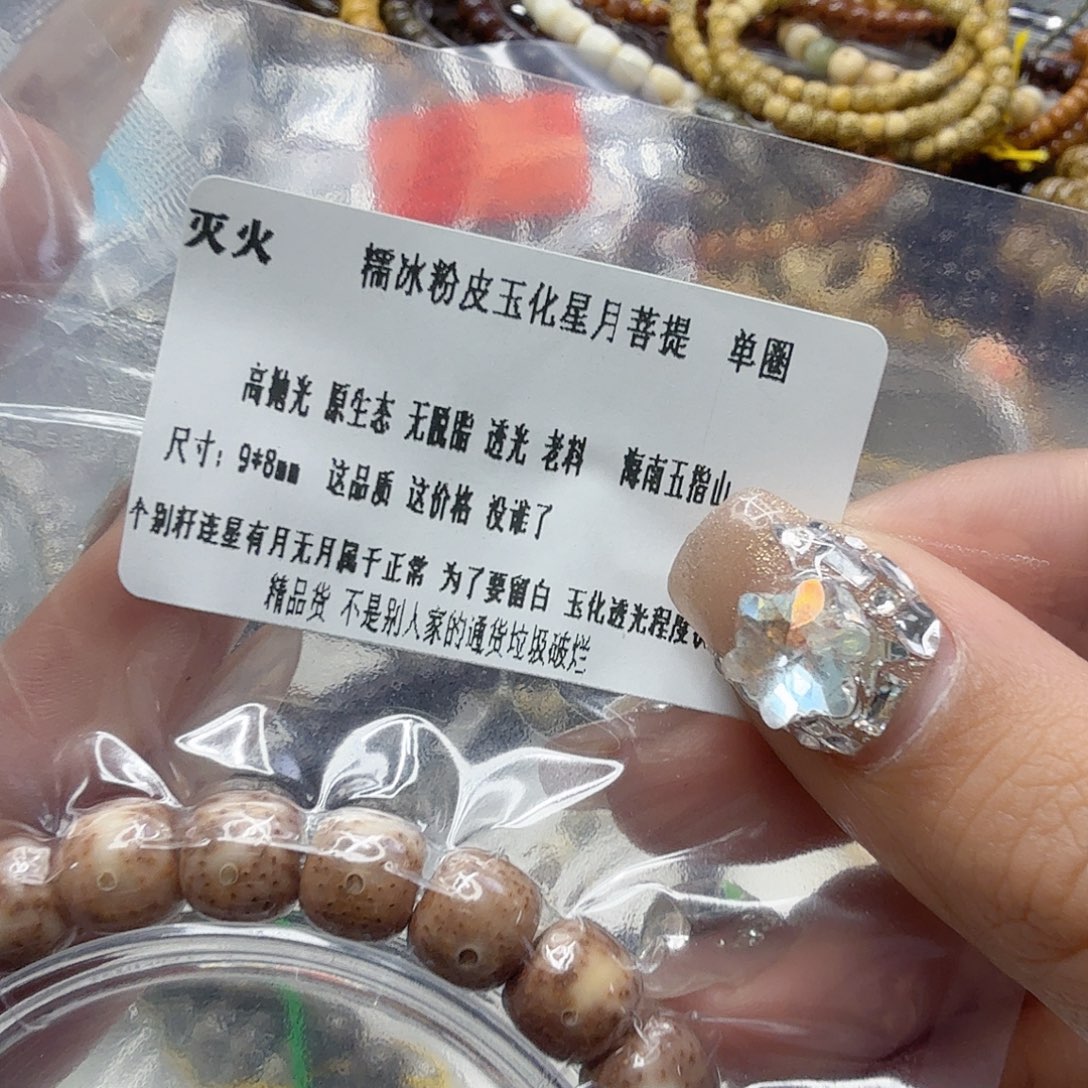 灭火 糯冰粉皮玉化星月菩提 单圈
高抛光 原生态 无脱脂 透光 老料 海南五指山
尺寸：9*8mm 这品质 这价格 没谁了
个别籽连星有月无月属于正常 为了要留白 玉化透光程度
精品货 不是别人家的通货垃圾破烂